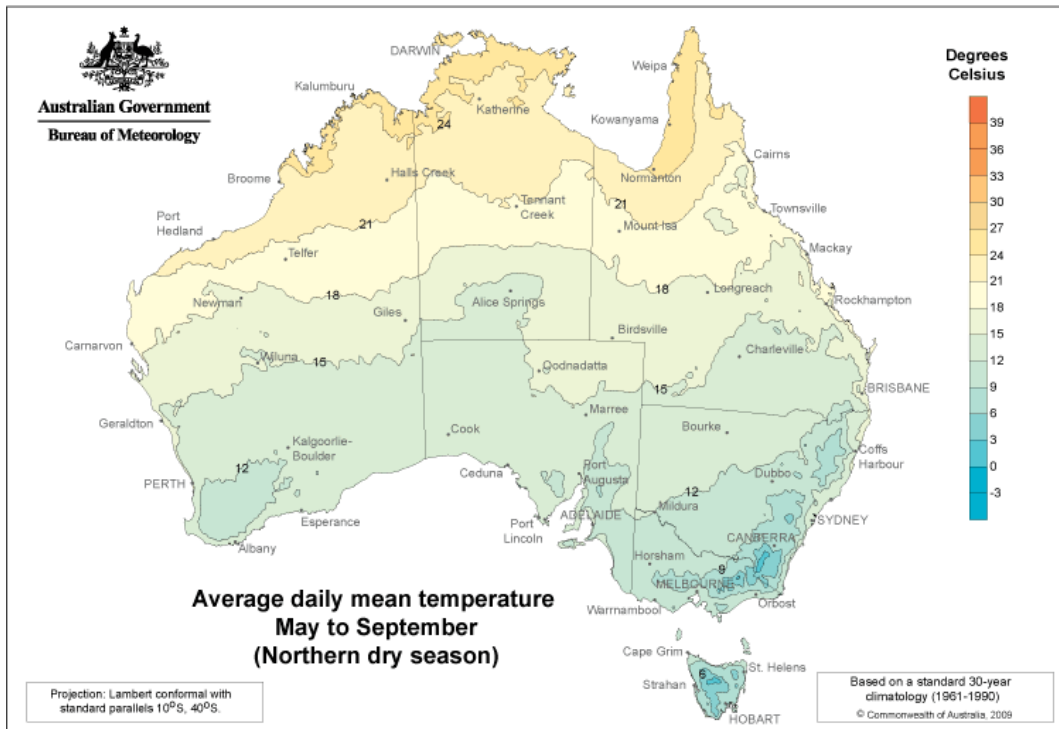 Australian Government
Bureau of Meteorology
Degrees
Celsius
39
36
33
30
27
24
21
18
15
12
9
6
3
0
-3
DARWIN
Weipa
Kalumburu
Katherine
Kowanyama
24
Cairns
Halls Creek
Broome
Normanton
Tennant
Creek
21
Townsville
Port
Hedland
21
Mount Isa
Telfer
Mackay
Newman
18
Alice Springs
18
Longreach
Rockhampton
Giles
Birdsville
Carnarvon
Wiluna
15
Charleville
Oodnadatta
15
BRISBANE
Marree
Geraldton
Bourke
Cook
Kalgoorlie-
Boulder
Coffs
Harbour
12
Ceduna
Port
Augusta
Dubbo
PERTH
12
Mildura
Esperance
Port
Lincoln
ADELAIDE
SYDNEY
CANBERRA
Albany
Horsham
9
MELBOURNE
Orbost
Warrnambool
Average daily mean temperature
May to September
(Northern dry season)
Cape Grim
St. Helens
6
Strahan
HOBART
Projection: Lambert conformal with
standard parallels 10°S, 40°S.
Based on a standard 30-year
climatology (1961-1990)
© Commonwealth of Australia, 2009